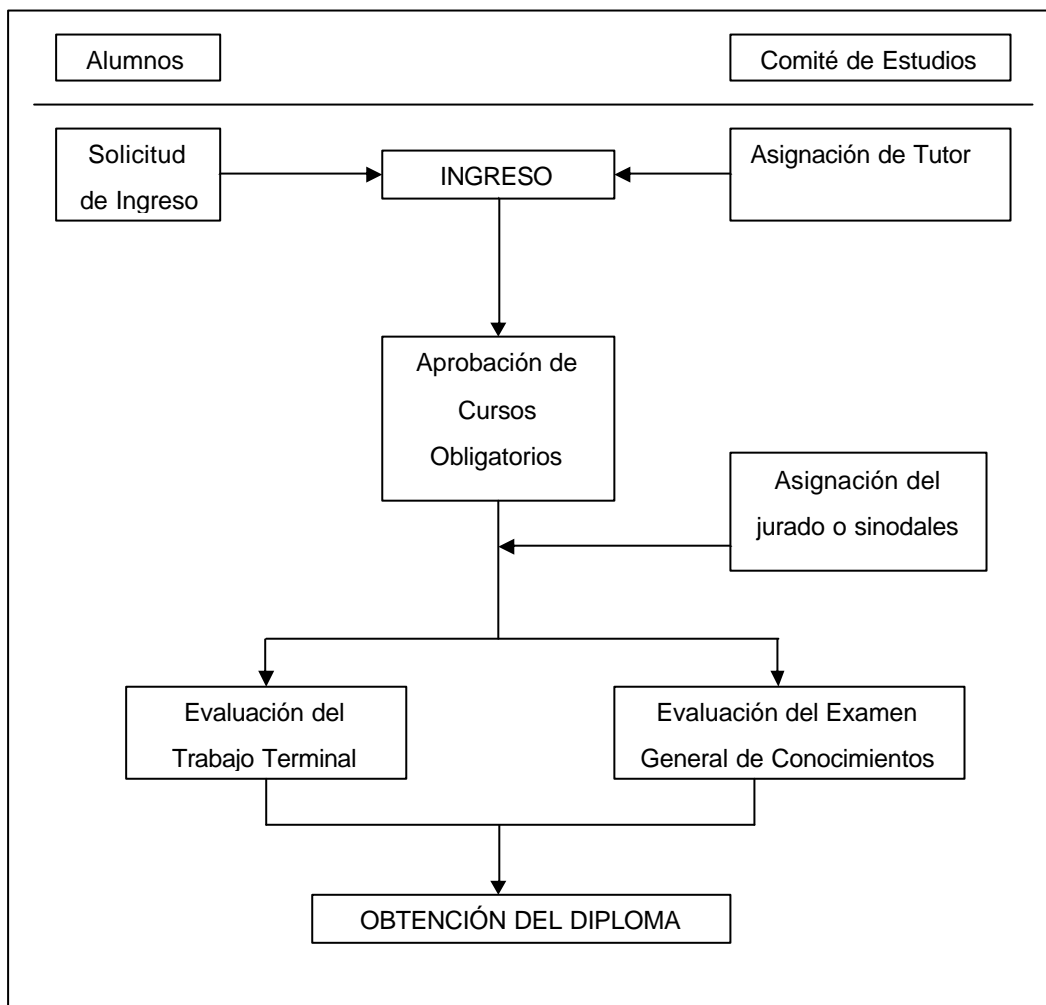 Alumnos
Comité de Estudios
Solicitud
de Ingreso
INGRESO
Asignación de Tutor
Aprobación de
Cursos
Obligatorios
Asignación del
jurado o sinodales
Evaluación del
Trabajo Terminal
Evaluación del Examen
General de Conocimientos
OBTENCIÓN DEL DIPLOMA